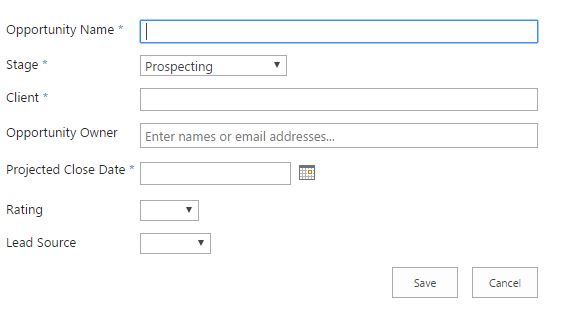 Opportunity Name *
Stage * Prospecting
Client *
Opportunity Owner Enter names or email addresses...
Projected Close Date *
Rating
Lead Source
Save Cancel